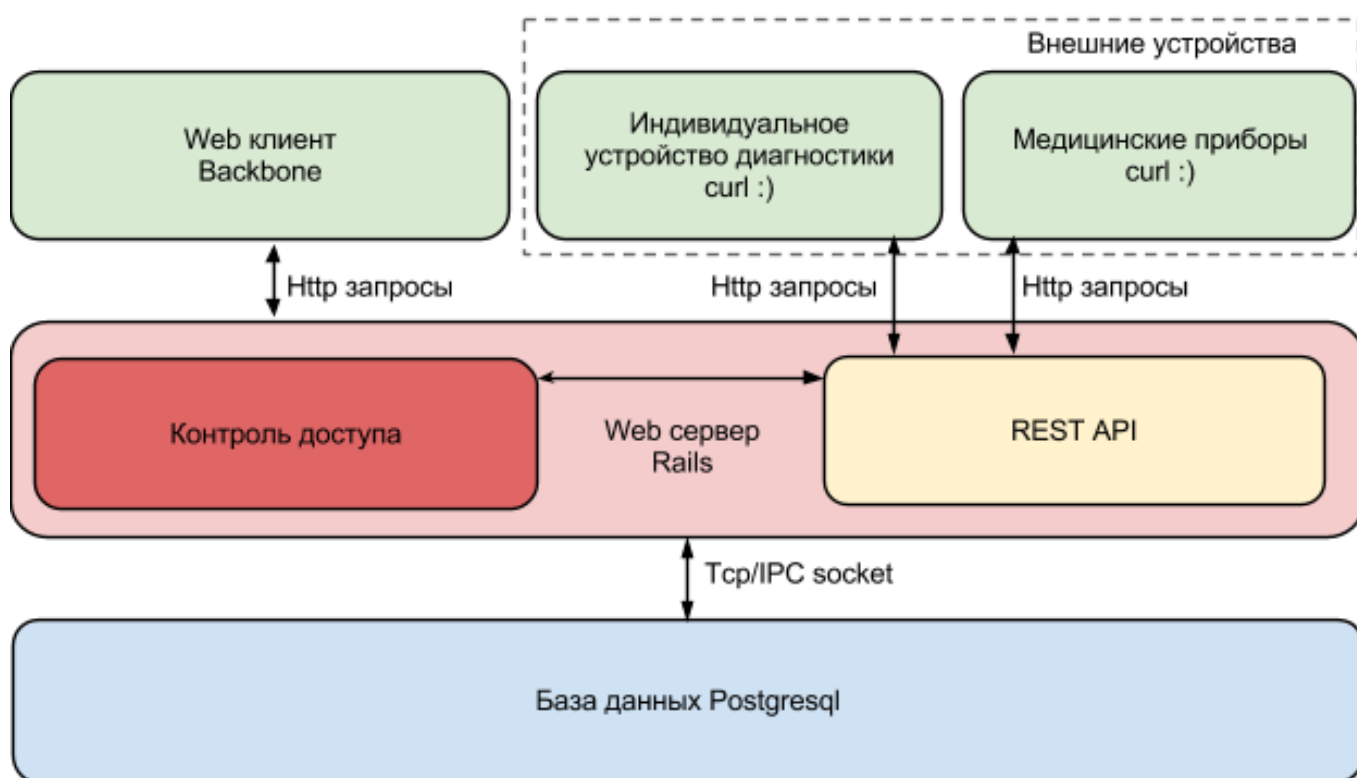 Внешние устройства
Web клиент
Backbone
Индивидуальное
устройство диагностики
curl :)
Медицинские приборы
curl :)
Http запросы
Http запросы
Http запросы
Контроль доступа
Web сервер
Rails
REST API
Tcp/IPC socket
База данных Postgresql